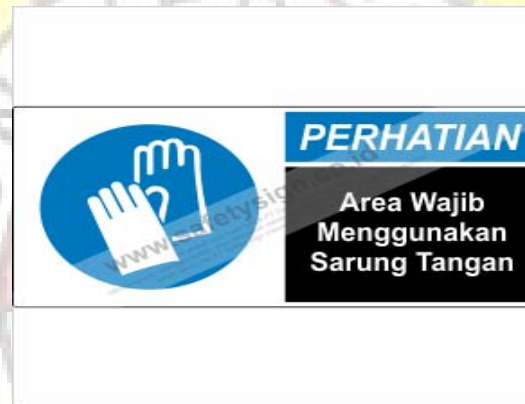 PERHATIAN
Area Wajib
Menggunakan
Sarung Tangan
www.safetysign.co.id